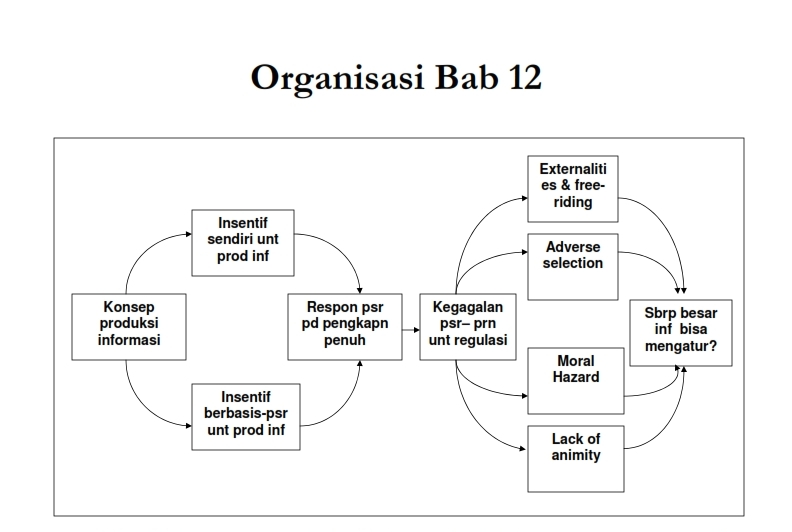 Organisasi Bab 12
Konsep
produksi
informasi
Insentif
sendiri unt
prod inf
Insentif
berbasis-psr
unt prod inf
Respon psr
pd pengkapn
penuh
Kegagalan
psr– prn
unt regulasi
Externaliti
es & free-
riding
Adverse
selection
Moral
Hazard
Lack of
animity
Sbrp besar
inf bisa
mengatur?